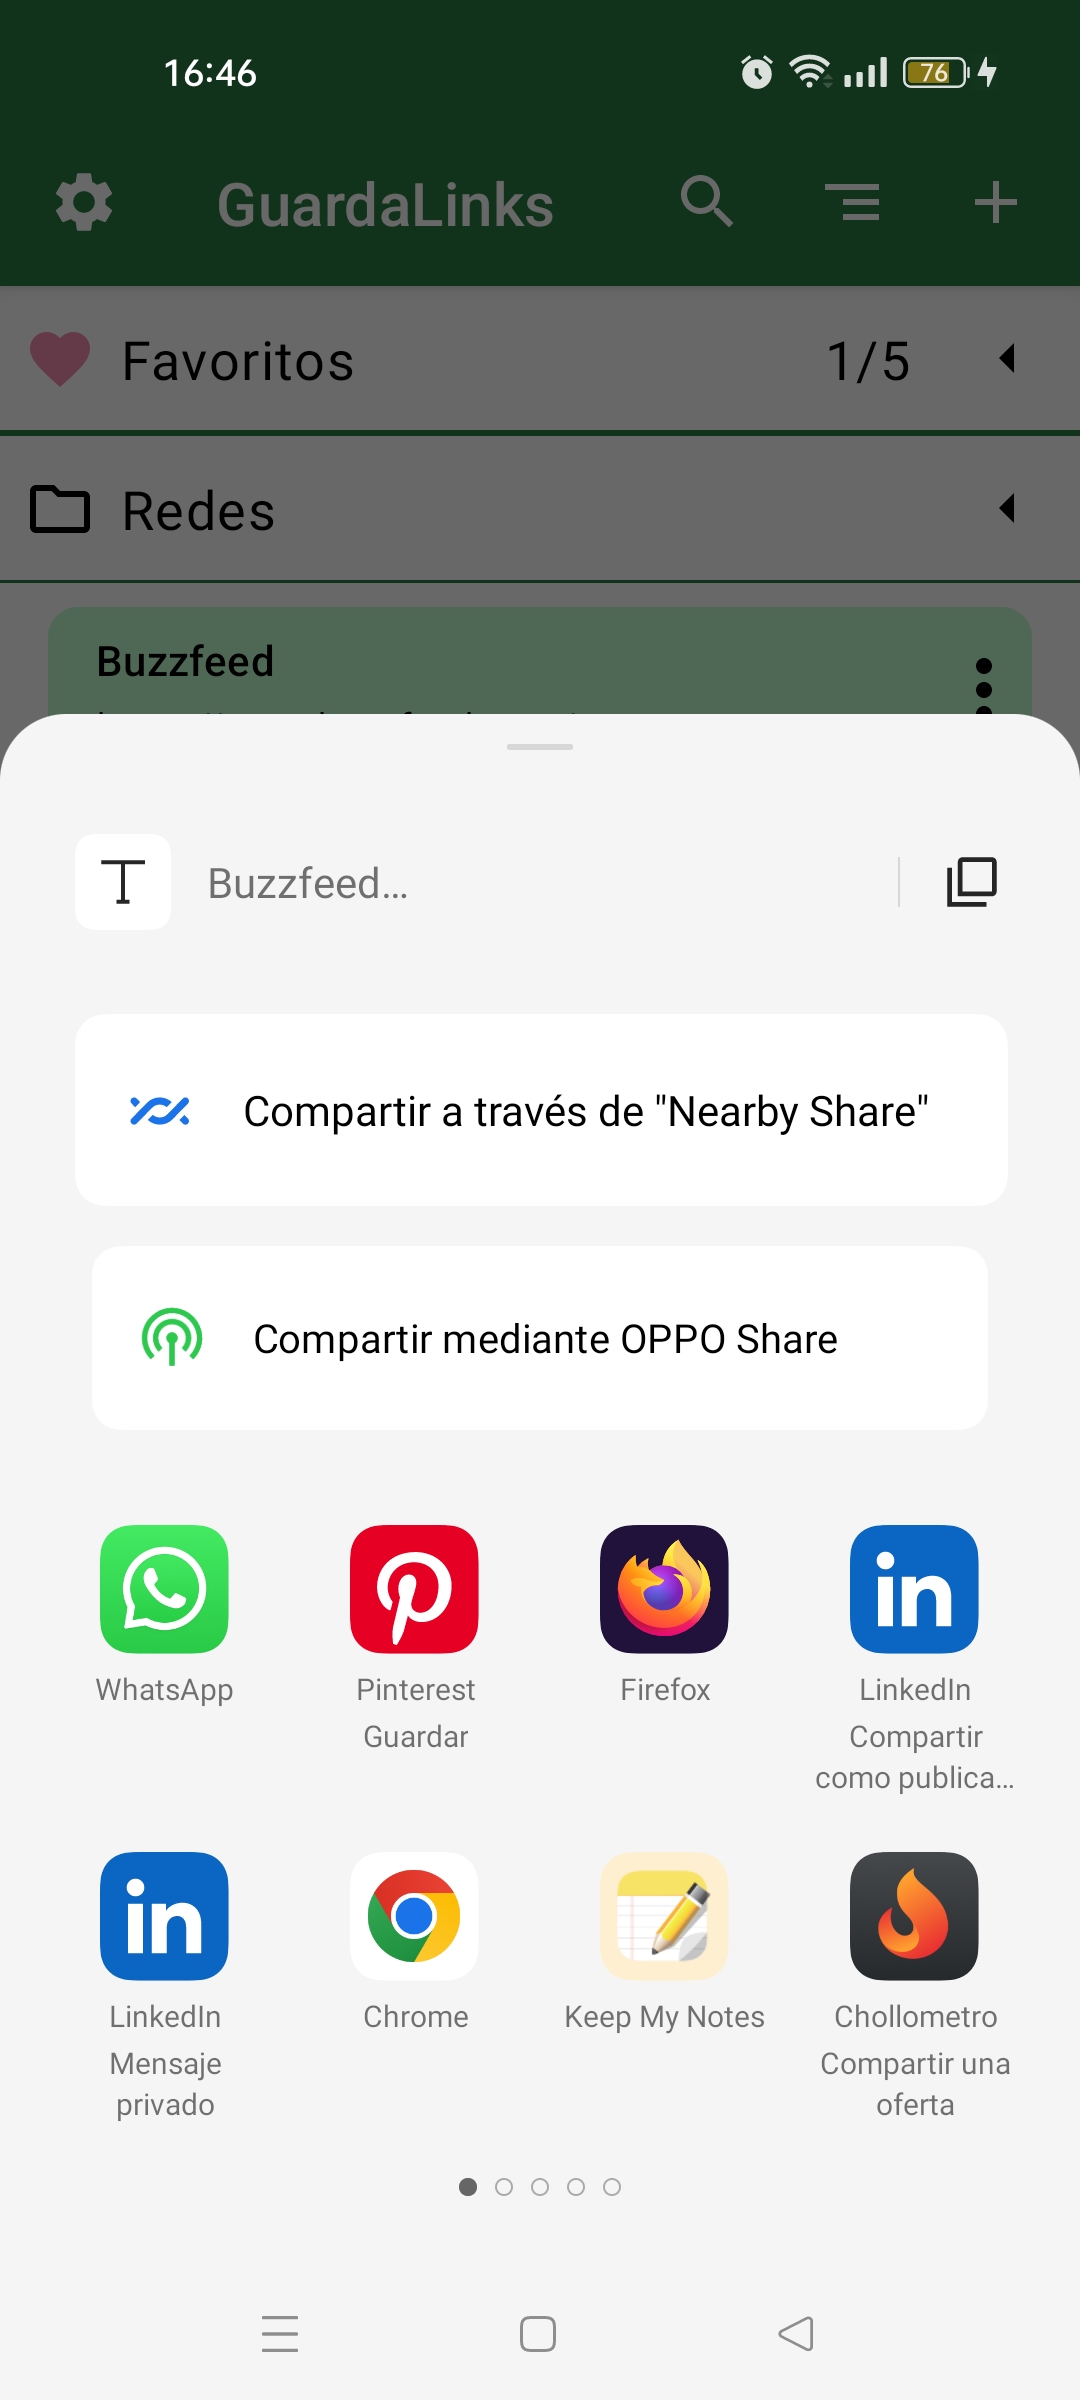 16:46
76
GuardaLinks
Favoritos
1/5
Redes
Buzzfeed
Buzzfeed...
Compartir a través de "Nearby Share"
Compartir mediante OPPO Share
WhatsApp
Pinterest
Guardar
Firefox
LinkedIn
Compartir
como publica...
LinkedIn
Mensaje
privado
Chrome
Keep My Notes
Chollometro
Compartir una
oferta